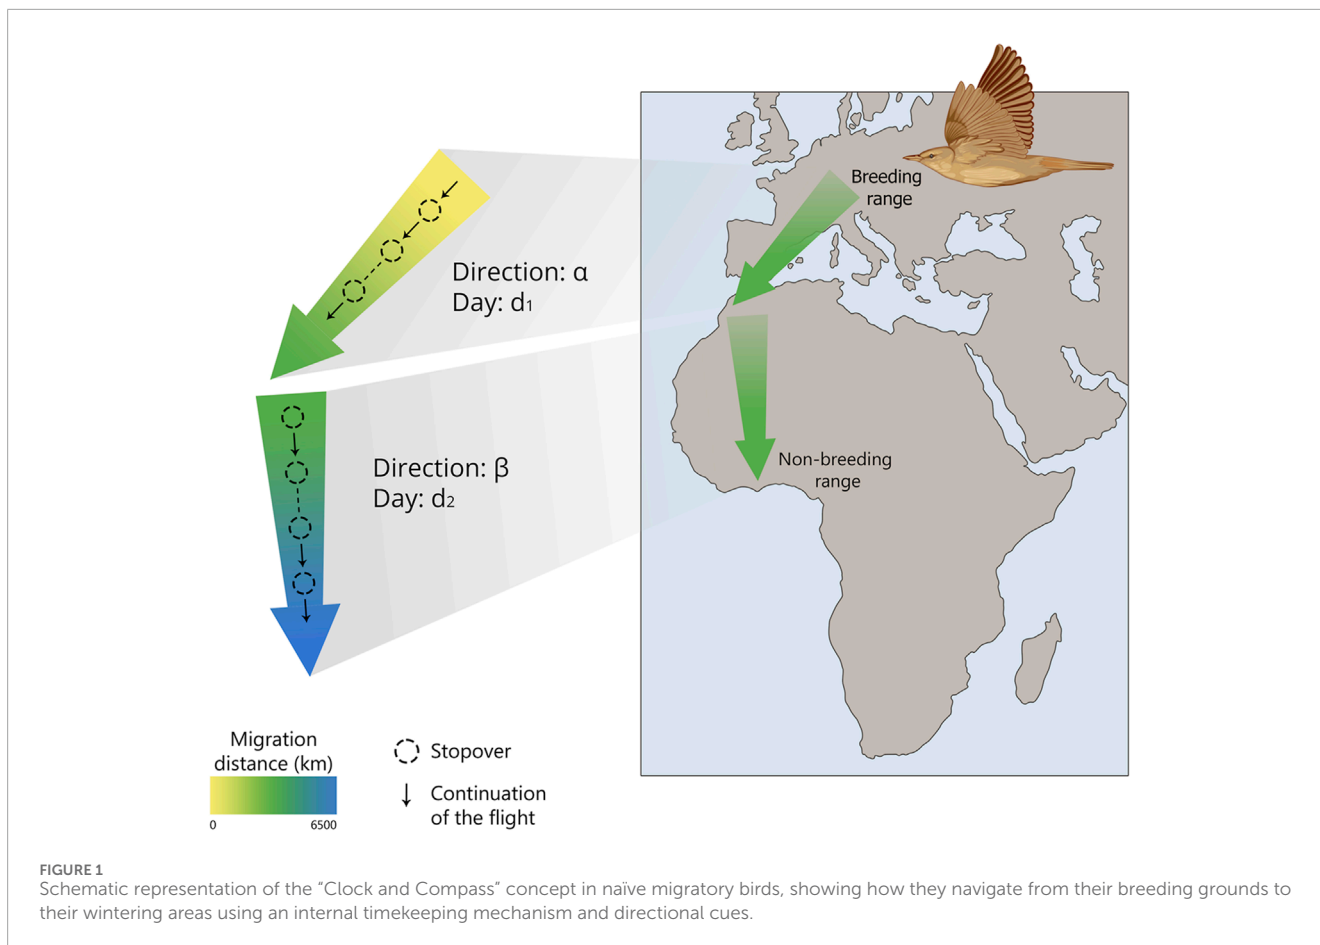 Breeding
range
Direction: α
Day: d1
Direction: β
Day: d2
Non-breeding
range
Migration
distance (km)
0 6500
Stopover
Continuation
of the flight
FIGURE 1
Schematic representation of the “Clock and Compass” concept in naïve migratory birds, showing how they navigate from their breeding grounds to
their wintering areas using an internal timekeeping mechanism and directional cues.